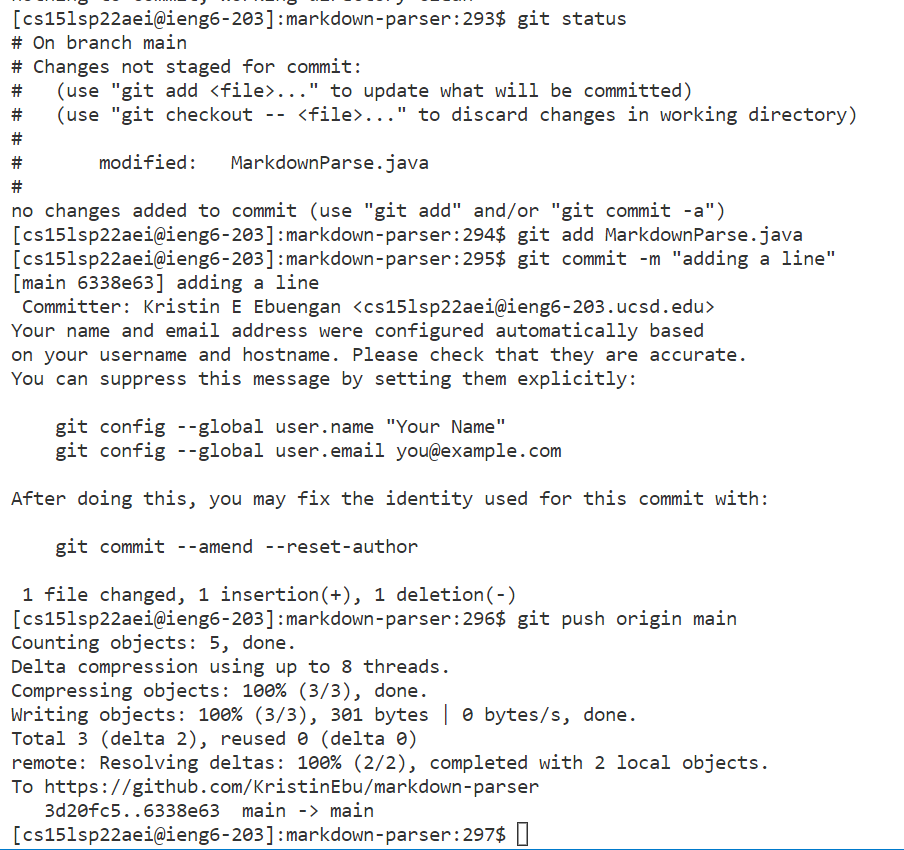 nothing to commit, working directory clean
[cs15lsp22aei@ieng6-203]:markdown-parser:293$ git status
# On branch main
# Changes not staged for commit:
#   (use "git add <file>..." to update what will be committed)
#   (use "git checkout -- <file>..." to discard changes in working directory)
#
#       modified:   MarkdownParse.java
#
no changes added to commit (use "git add" and/or "git commit -a")
[cs15lsp22aei@ieng6-203]:markdown-parser:294$ git add MarkdownParse.java
[cs15lsp22aei@ieng6-203]:markdown-parser:295$ git commit -m "adding a line"
[main 6338e63] adding a line
 Committer: Kristin E Ebuengan <cs15lsp22aei@ieng6-203.ucsd.edu>
Your name and email address were configured automatically based
on your username and hostname. Please check that they are accurate.
You can suppress this message by setting them explicitly:

    git config --global user.name "Your Name"
    git config --global user.email you@example.com

After doing this, you may fix the identity used for this commit with:

    git commit --amend --reset-author

 1 file changed, 1 insertion(+), 1 deletion(-)
[cs15lsp22aei@ieng6-203]:markdown-parser:296$ git push origin main
Counting objects: 5, done.
Delta compression using up to 8 threads.
Compressing objects: 100% (3/3), done.
Writing objects: 100% (3/3), 301 bytes | 0 bytes/s, done.
Total 3 (delta 2), reused 0 (delta 0)
remote: Resolving deltas: 100% (2/2), completed with 2 local objects.
To https://github.com/KristinEbu/markdown-parser
   3d20fc5..6338e63  main -> main
[cs15lsp22aei@ieng6-203]:markdown-parser:297$